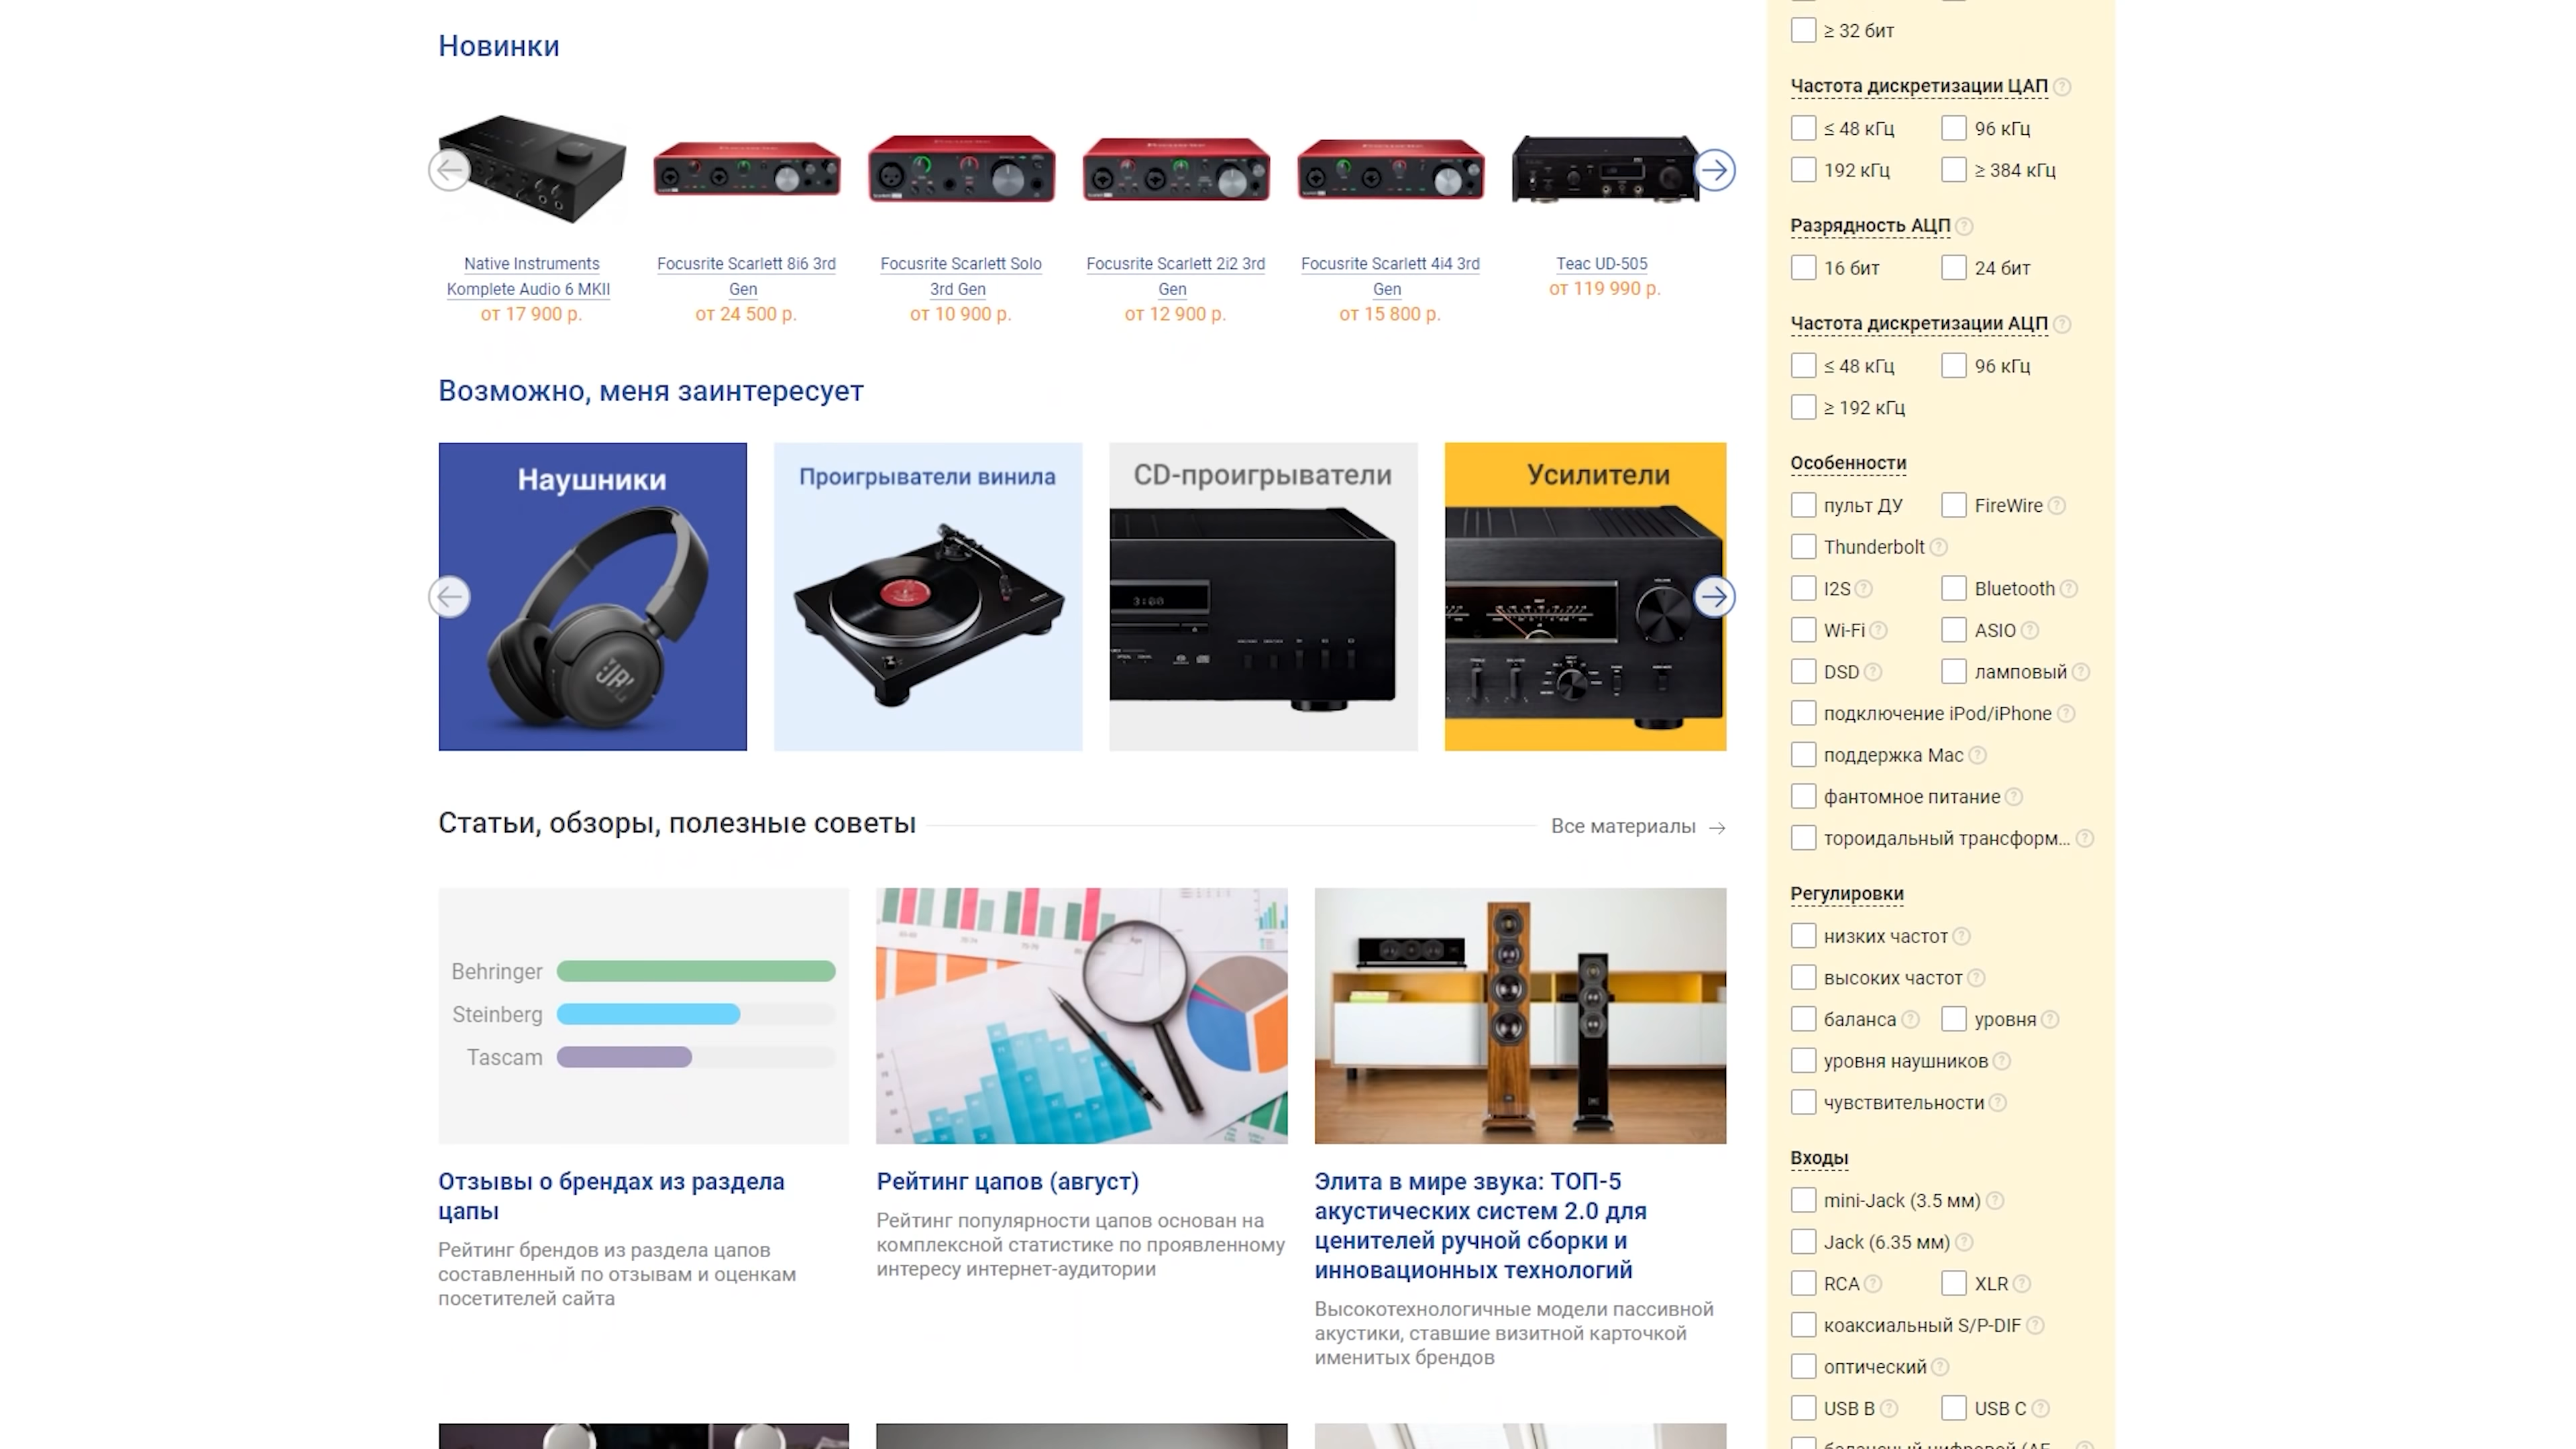 Новинки
Native Instruments
Komplete Audio 6 MKII
от 17 900 р.
Focusrite Scarlett 8i6 3rd
Gen
от 24 500 р.
Focusrite Scarlett Solo
3rd Gen
от 10 900 р.
Focusrite Scarlett 2i2 3rd
Gen
от 12 900 р.
Focusrite Scarlett 4i4 3rd
Gen
от 15 800 р.
Teac UD-505
от 119 990 р.
Возможно, меня заинтересует
Наушники
JBL
Проигрыватели винила
CD-проигрыватели
3:00
Усилители
Статьи, обзоры, полезные советы
Все материалы
Behringer
Steinberg
Tascam
Отзывы о брендах из раздела
цапы
Рейтинг брендов из раздела цапов
составленный по отзывам и оценкам
посетителей сайта
Рейтинг цапов (август)
Рейтинг популярности цапов основан на
комплексной статистике по проявленному
интересу интернет-аудитории
Элита в мире звука: ТОП-5
акустических систем 2.0 для
ценителей ручной сборки и
инновационных технологий
Высокотехнологичные модели пассивной
акустики, ставшие визитной карточкой
именитых брендов
≥ 32 бит
Частота дискретизации ЦАП ?
≤ 48 кГц 96 кГц
192 кГц ≥ 384 кГц
Разрядность АЦП ?
16 бит 24 бит
Частота дискретизации АЦП ?
≤ 48 кГц 96 кГц
≥ 192 кГц
Особенности
пульт ДУ FireWire ?
Thunderbolt ?
I2S ? Bluetooth ?
Wi-Fi ? ASIO ?
DSD ? ламповый ?
подключение iPod/iPhone ?
поддержка Mac ?
фантомное питание ?
тороидальный трансформ... ?
Регулировки
низких частот ?
высоких частот ?
баланса ? уровня ?
уровня наушников ?
чувствительности ?
Входы
mini-Jack (3.5 мм) ?
Jack (6.35 мм) ?
RCA ? XLR ?
коаксиальный S/P-DIF ?
оптический ?
USB B ? USB C ?